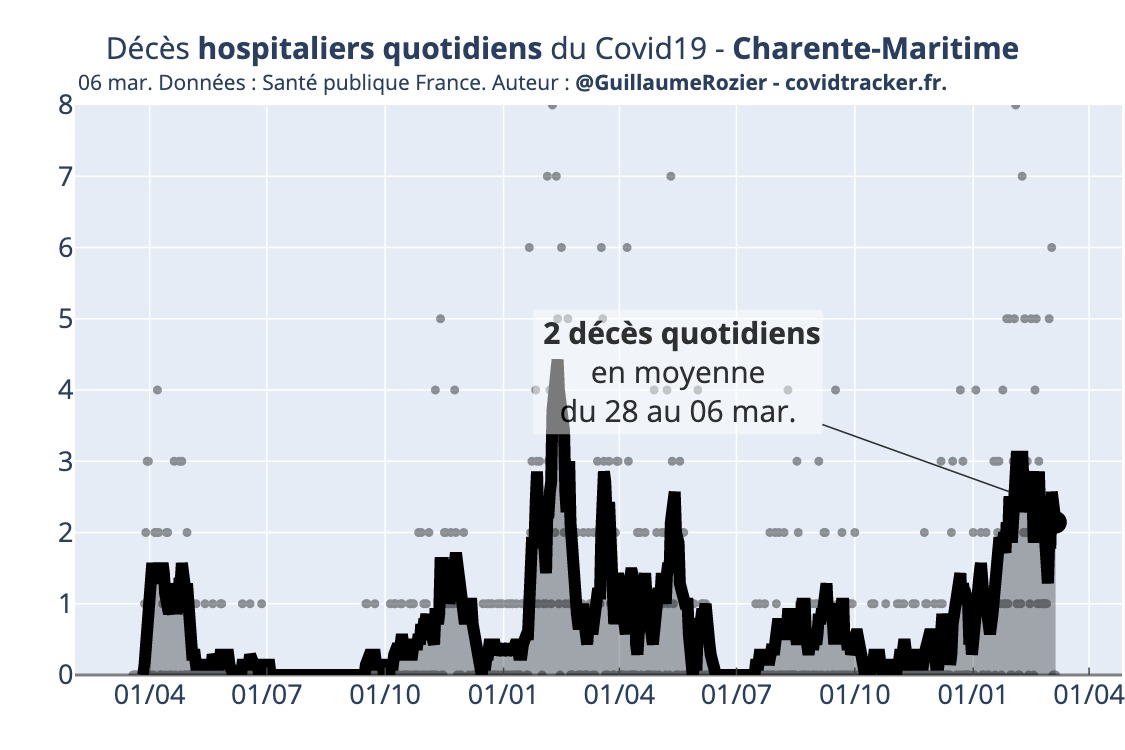 Décès hospitaliers quotidiens du Covid19 - Charente-Maritime
06 mar. Données : Santé publique France. Auteur : @GuillaumeRozier - covidtracker.fr.
8
7
6
5
4
3
2
1
0
2 décès quotidiens
en moyenne
du 28 au 06 mar.
01/04 01/07 01/10 01/01 01/04 01/07 01/10 01/01 01/04